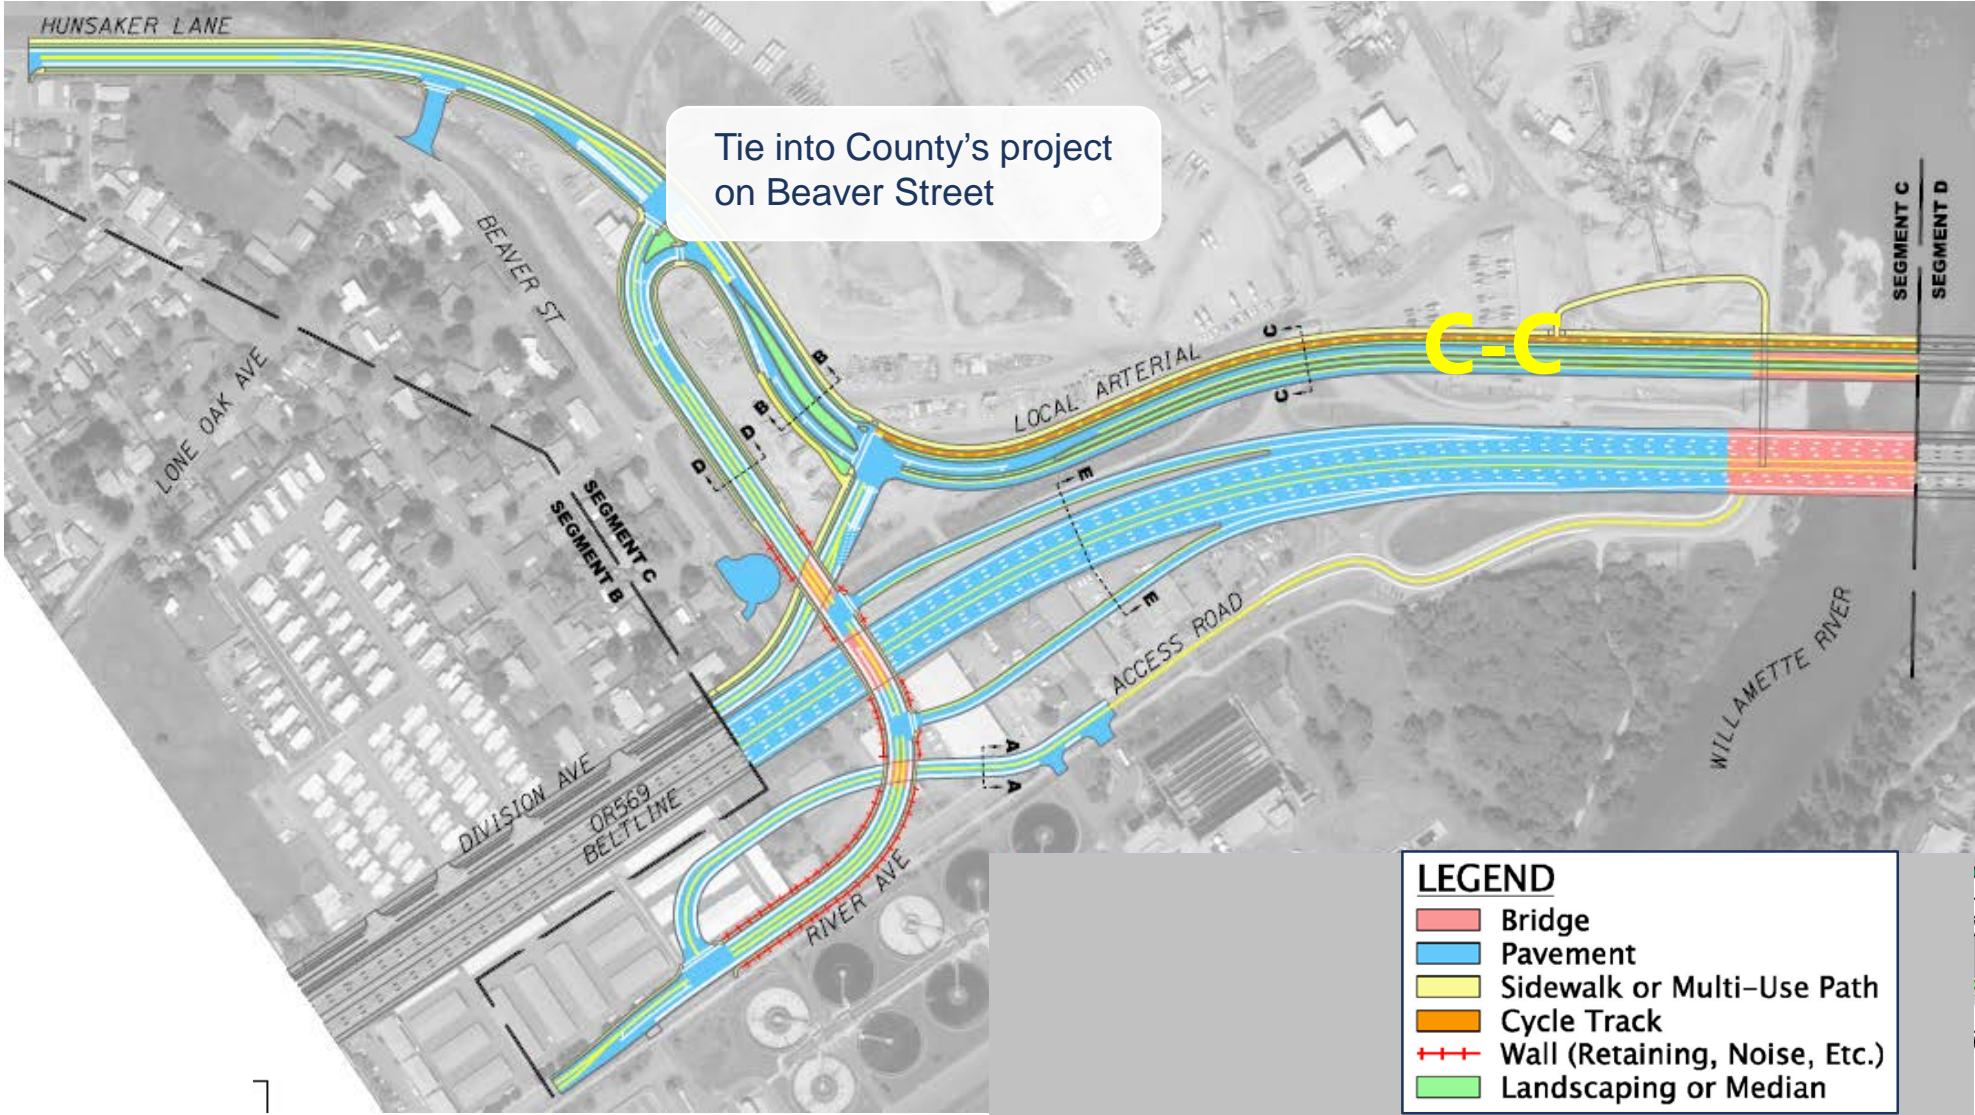 HUNSAKER LANE
Tie into County's project
on Beaver Street
BEAVER ST
LONE OAK AVE
SEGMENT C
SEGMENT B
SEGMENT C
SEGMENT D
B
B
D
D
C
C
C-C
LOCAL ARTERIAL
E
E
ACCESS ROAD
WILLAMETTE RIVER
A
A
DIVISION AVE
OR569
BELTLINE
RIVER AVE
LEGEND
Bridge
Pavement
Sidewalk or Multi-Use Path
Cycle Track
Wall (Retaining, Noise, Etc.)
Landscaping or Median